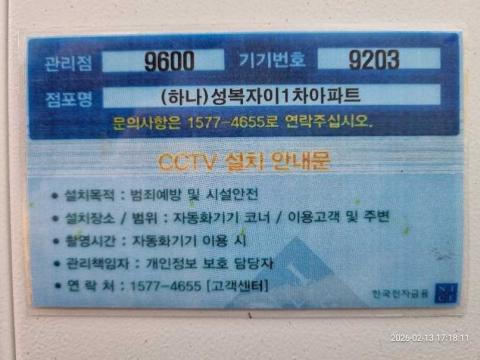 관리점 9600 기기번호 9203
점포명 (하나)성복자이1차아파트
문의사항은 1577-4655로 연락주십시오.
CCTV 설치 안내문
• 설치목적 : 범죄예방 및 시설안전
• 설치장소 / 범위 : 자동화기기 코너 / 이용고객 및 주변
• 촬영시간 : 자동화기기 이용 시
• 관리책임자 : 개인정보 보호 담당자
• 연 락 처 : 1577-4655 [고객센터]
한국전자금융 NICE
2026-02-13 17:18:11